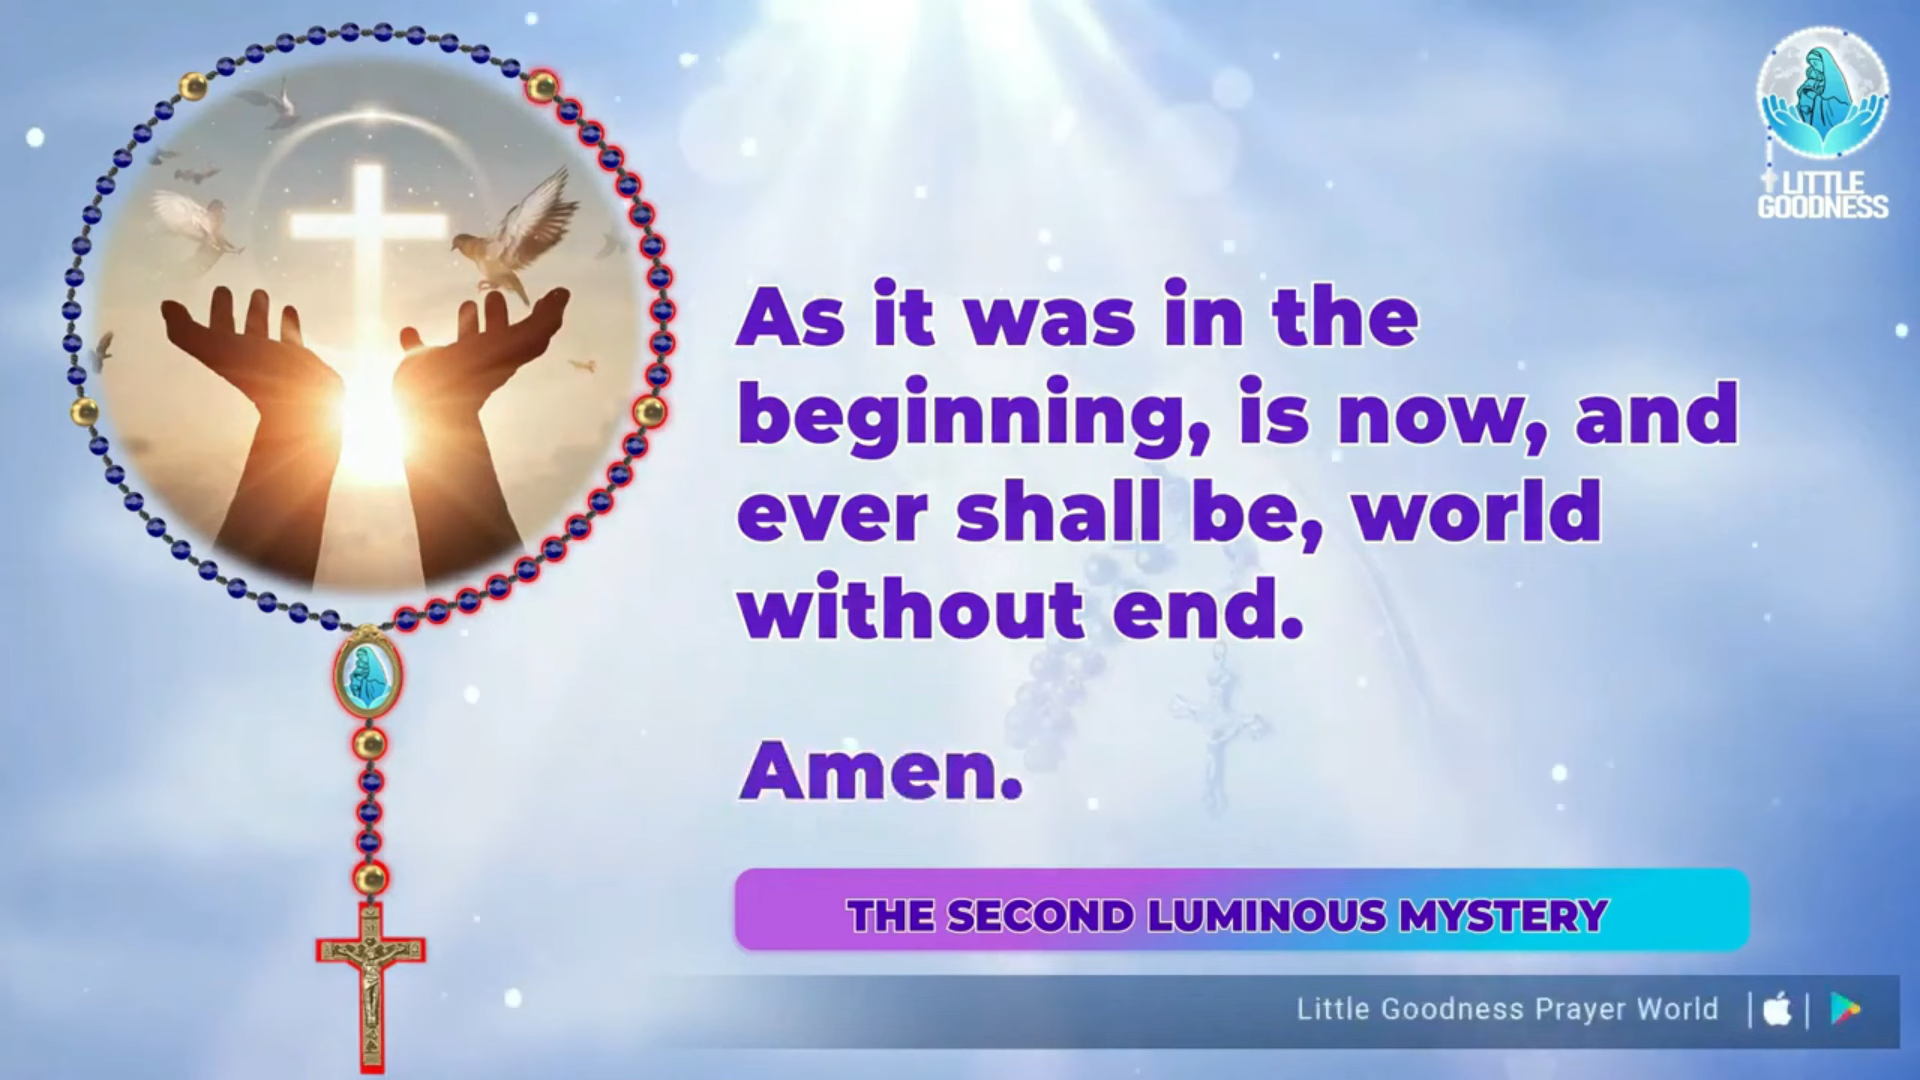 LITTLE
GOODNESS
As it was in the
beginning, is now, and
ever shall be, world
without end.
Amen.
THE SECOND LUMINOUS MYSTERY
Little Goodness Prayer World